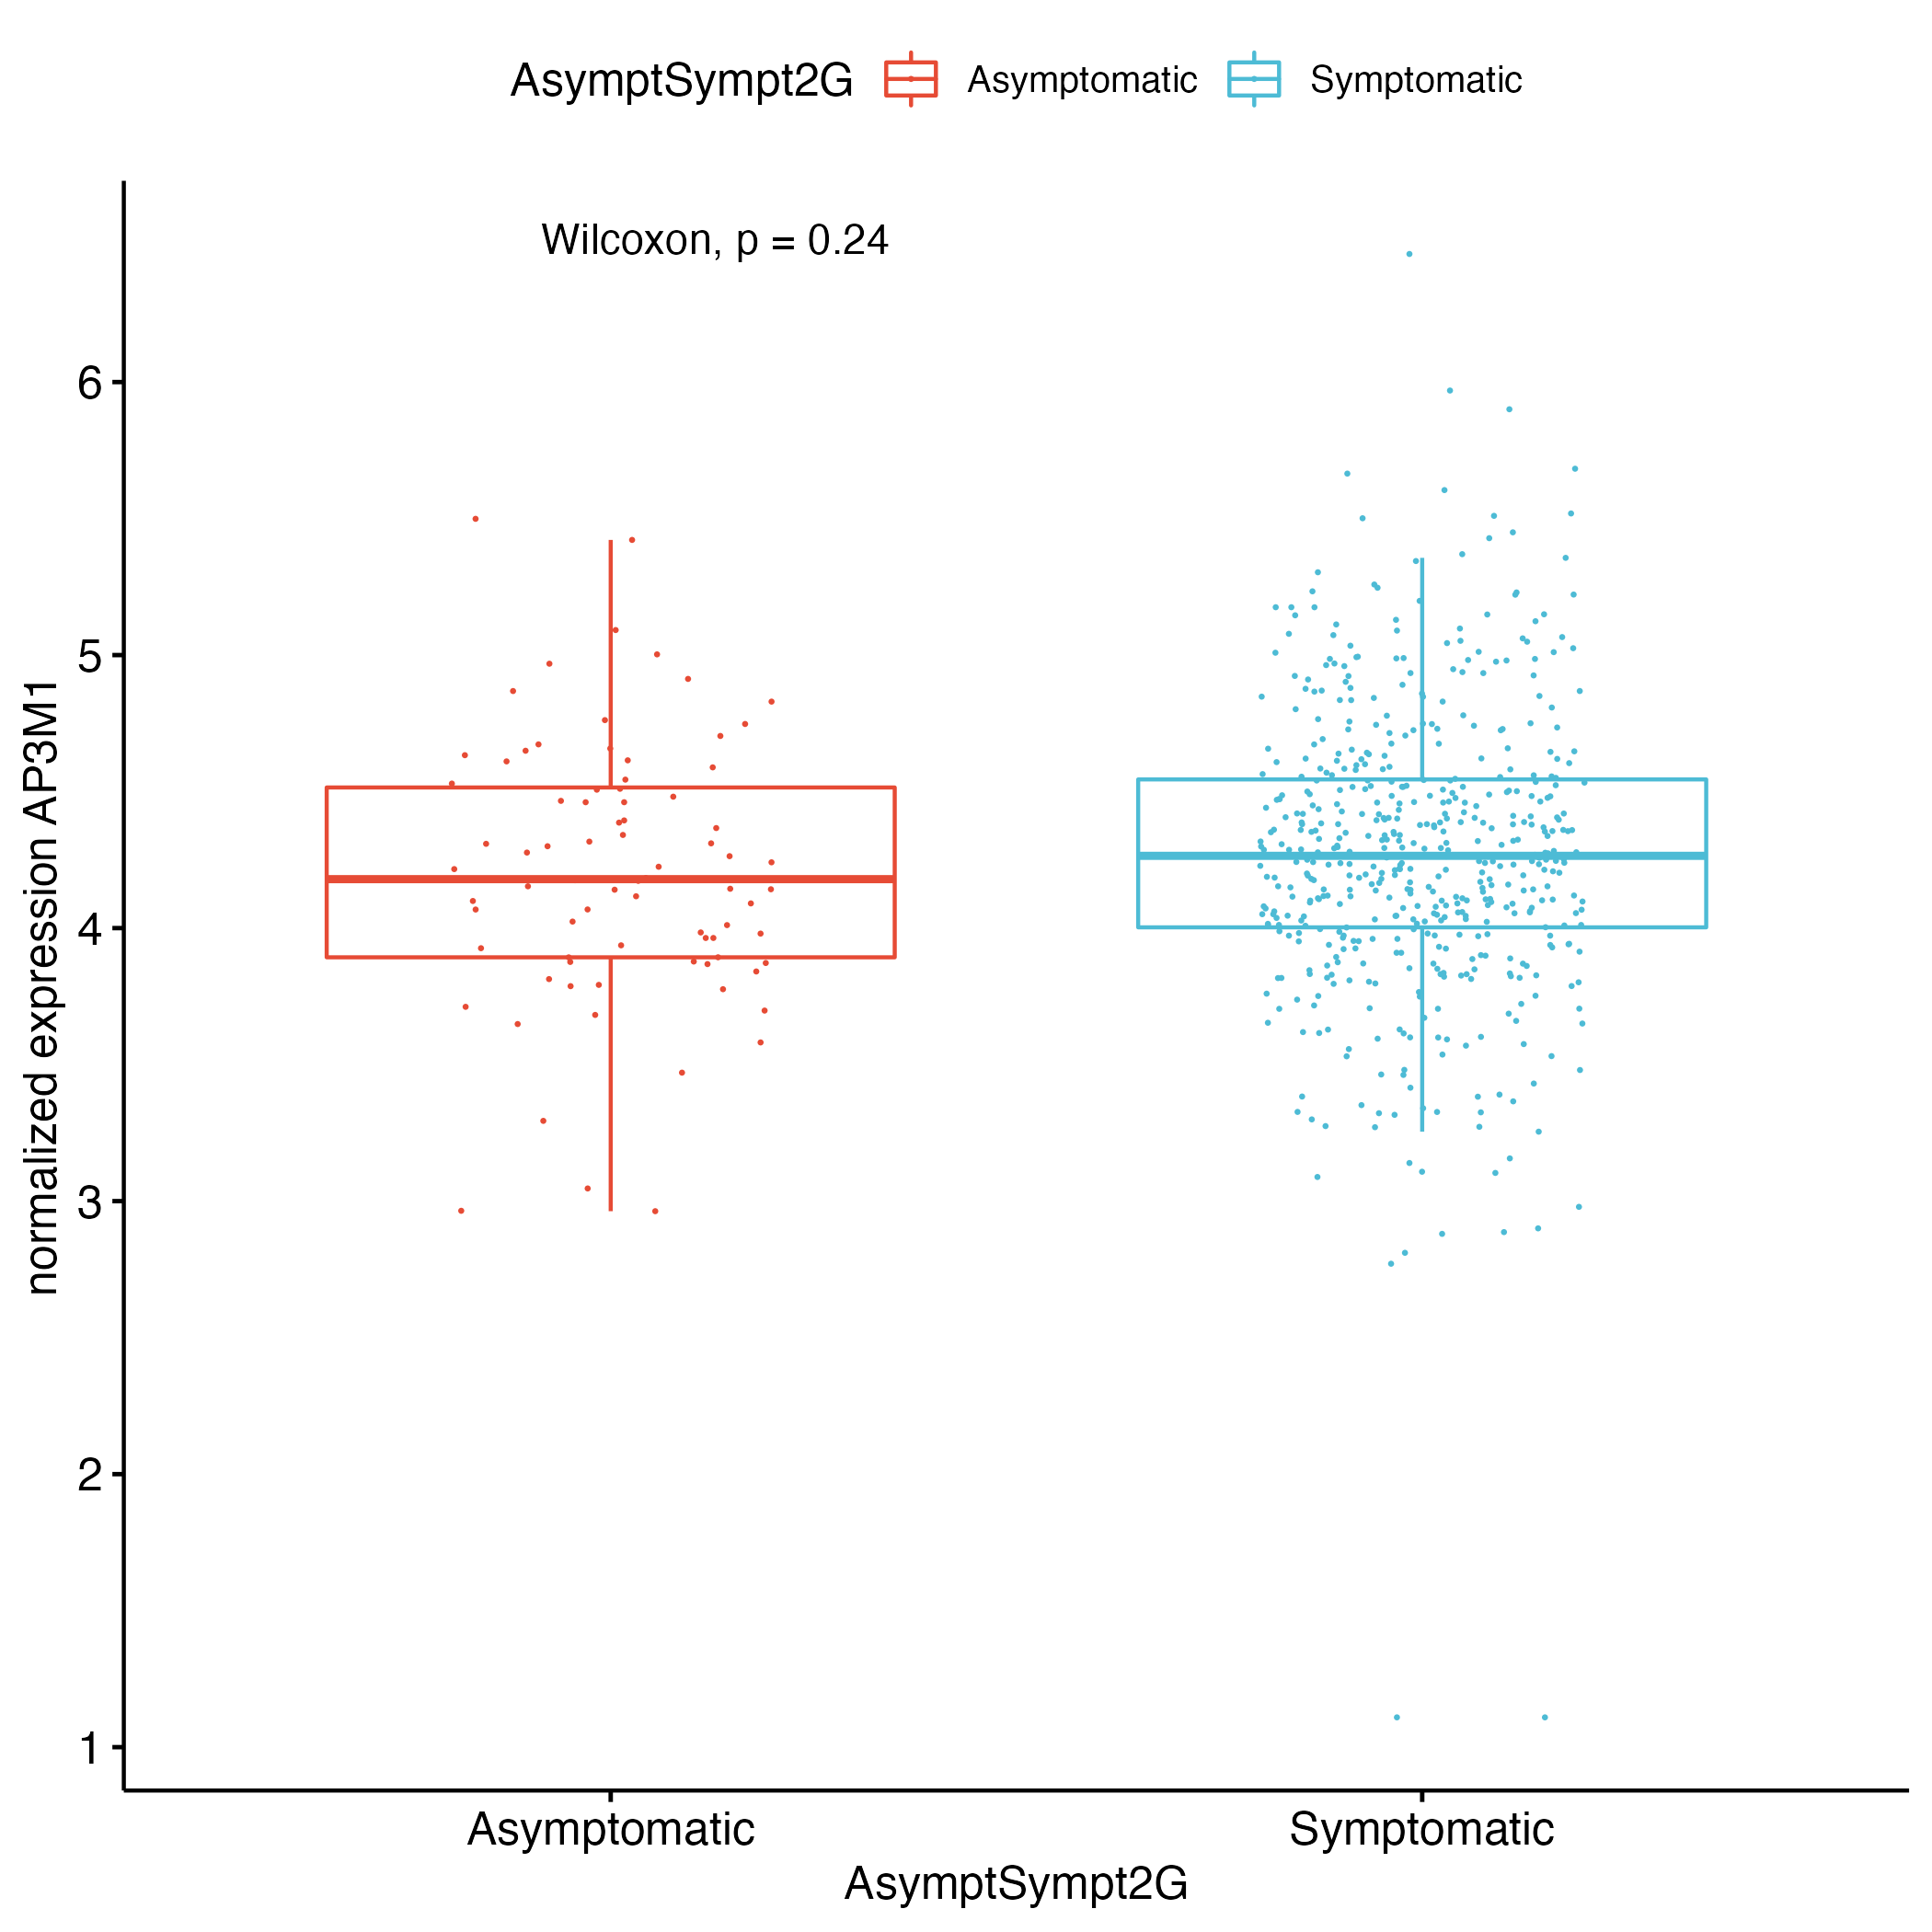 AsymptSympt2G Asymptomatic Symptomatic
Wilcoxon, p = 0.24
normalized expression AP3M1
6
5
4
3
2
1
Asymptomatic Symptomatic
AsymptSympt2G